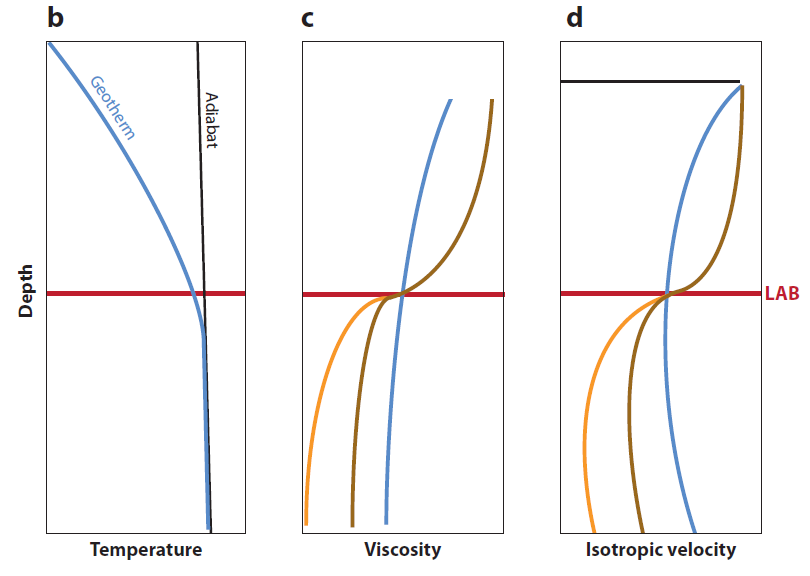 b
c
d
Geotherm
Adiabat
Depth
LAB
Temperature
Viscosity
Isotropic velocity